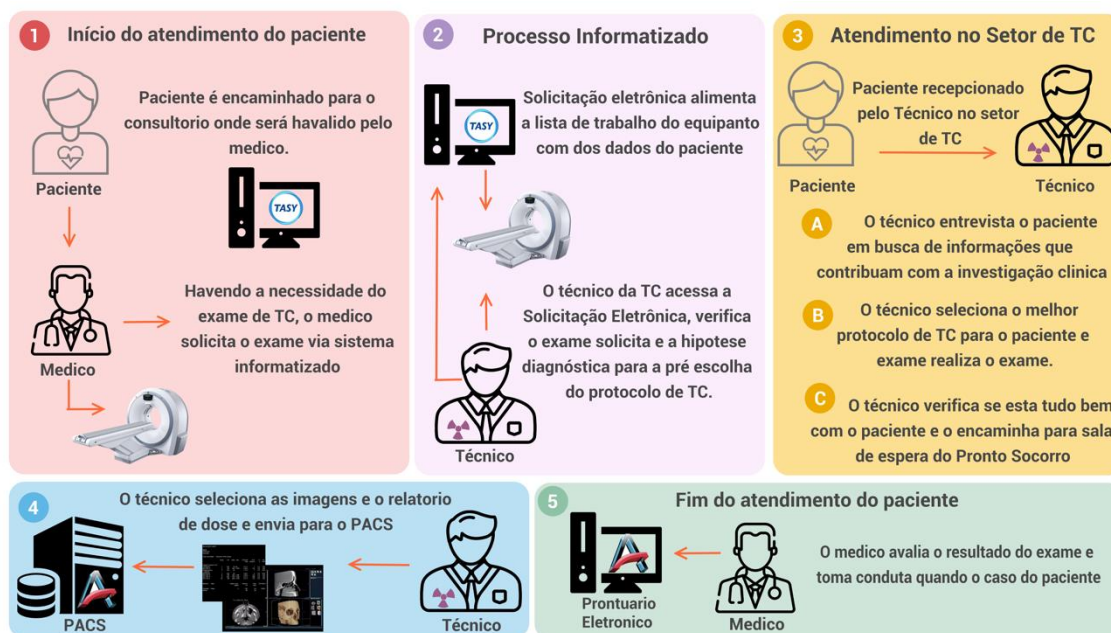 1
Início do atendimento do paciente
Paciente é encaminhado para o
consultorio onde será havalido pelo
medico.
Paciente
TASY
Havendo a necessidade do
exame de TC, o medico
solicita o exame via sistema
informatizado
Medico
2
Processo Informatizado
TASY
Solicitação eletrônica alimenta
a lista de trabalho do equipanto
com dos dados do paciente
O técnico da TC acessa a
Solicitação Eletrônica, verifica
o exame solicita e a hipotese
diagnóstica para a pré escolha
do protocolo de TC.
Técnico
3
Atendimento no Setor de TC
Paciente recepcionado
pelo Técnico no setor
de TC
Paciente
Técnico
A
O técnico entrevista o paciente
em busca de informações que
contribuam com a investigação clinica
B
O técnico seleciona o melhor
protocolo de TC para o paciente e
exame realiza o exame.
C
O técnico verifica se esta tudo bem
com o paciente e o encaminha para sala
de espera do Pronto Socorro
4
O técnico seleciona as imagens e o relatorio
de dose e envia para o PACS
PACS
Técnico
5
Fim do atendimento do paciente
Prontuario
Eletronico
Medico
O medico avalia o resultado do exame e
toma conduta quando o caso do paciente